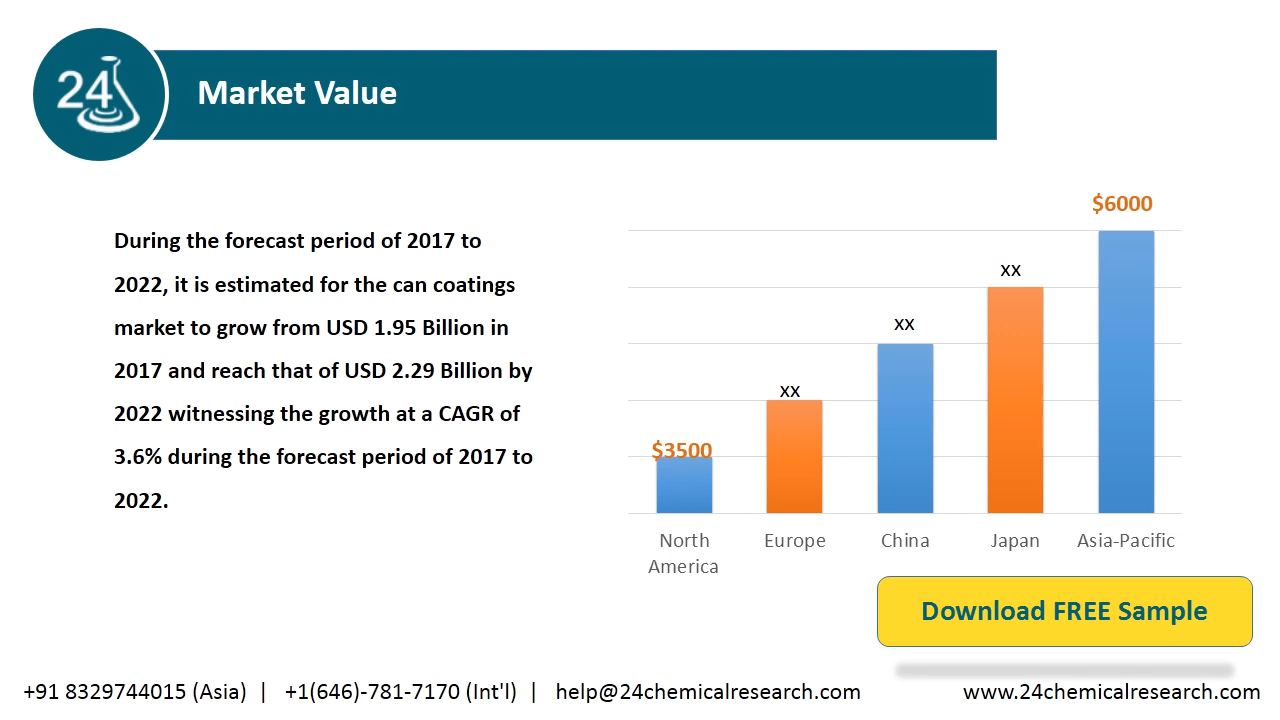 24
Market Value
During the forecast period of 2017 to
2022, it is estimated for the can coatings
market to grow from USD 1.95 Billion in
2017 and reach that of USD 2.29 Billion by
2022 witnessing the growth at a CAGR of
3.6% during the forecast period of 2017 to
2022.
$6000
xx
xx
xx
$3500
North
America
Europe
China
Japan
Asia-Pacific
Download FREE Sample
+91 8329744015 (Asia) | +1(646)-781-7170 (Int'l) | help@24chemicalresearch.com www.24chemicalresearch.com